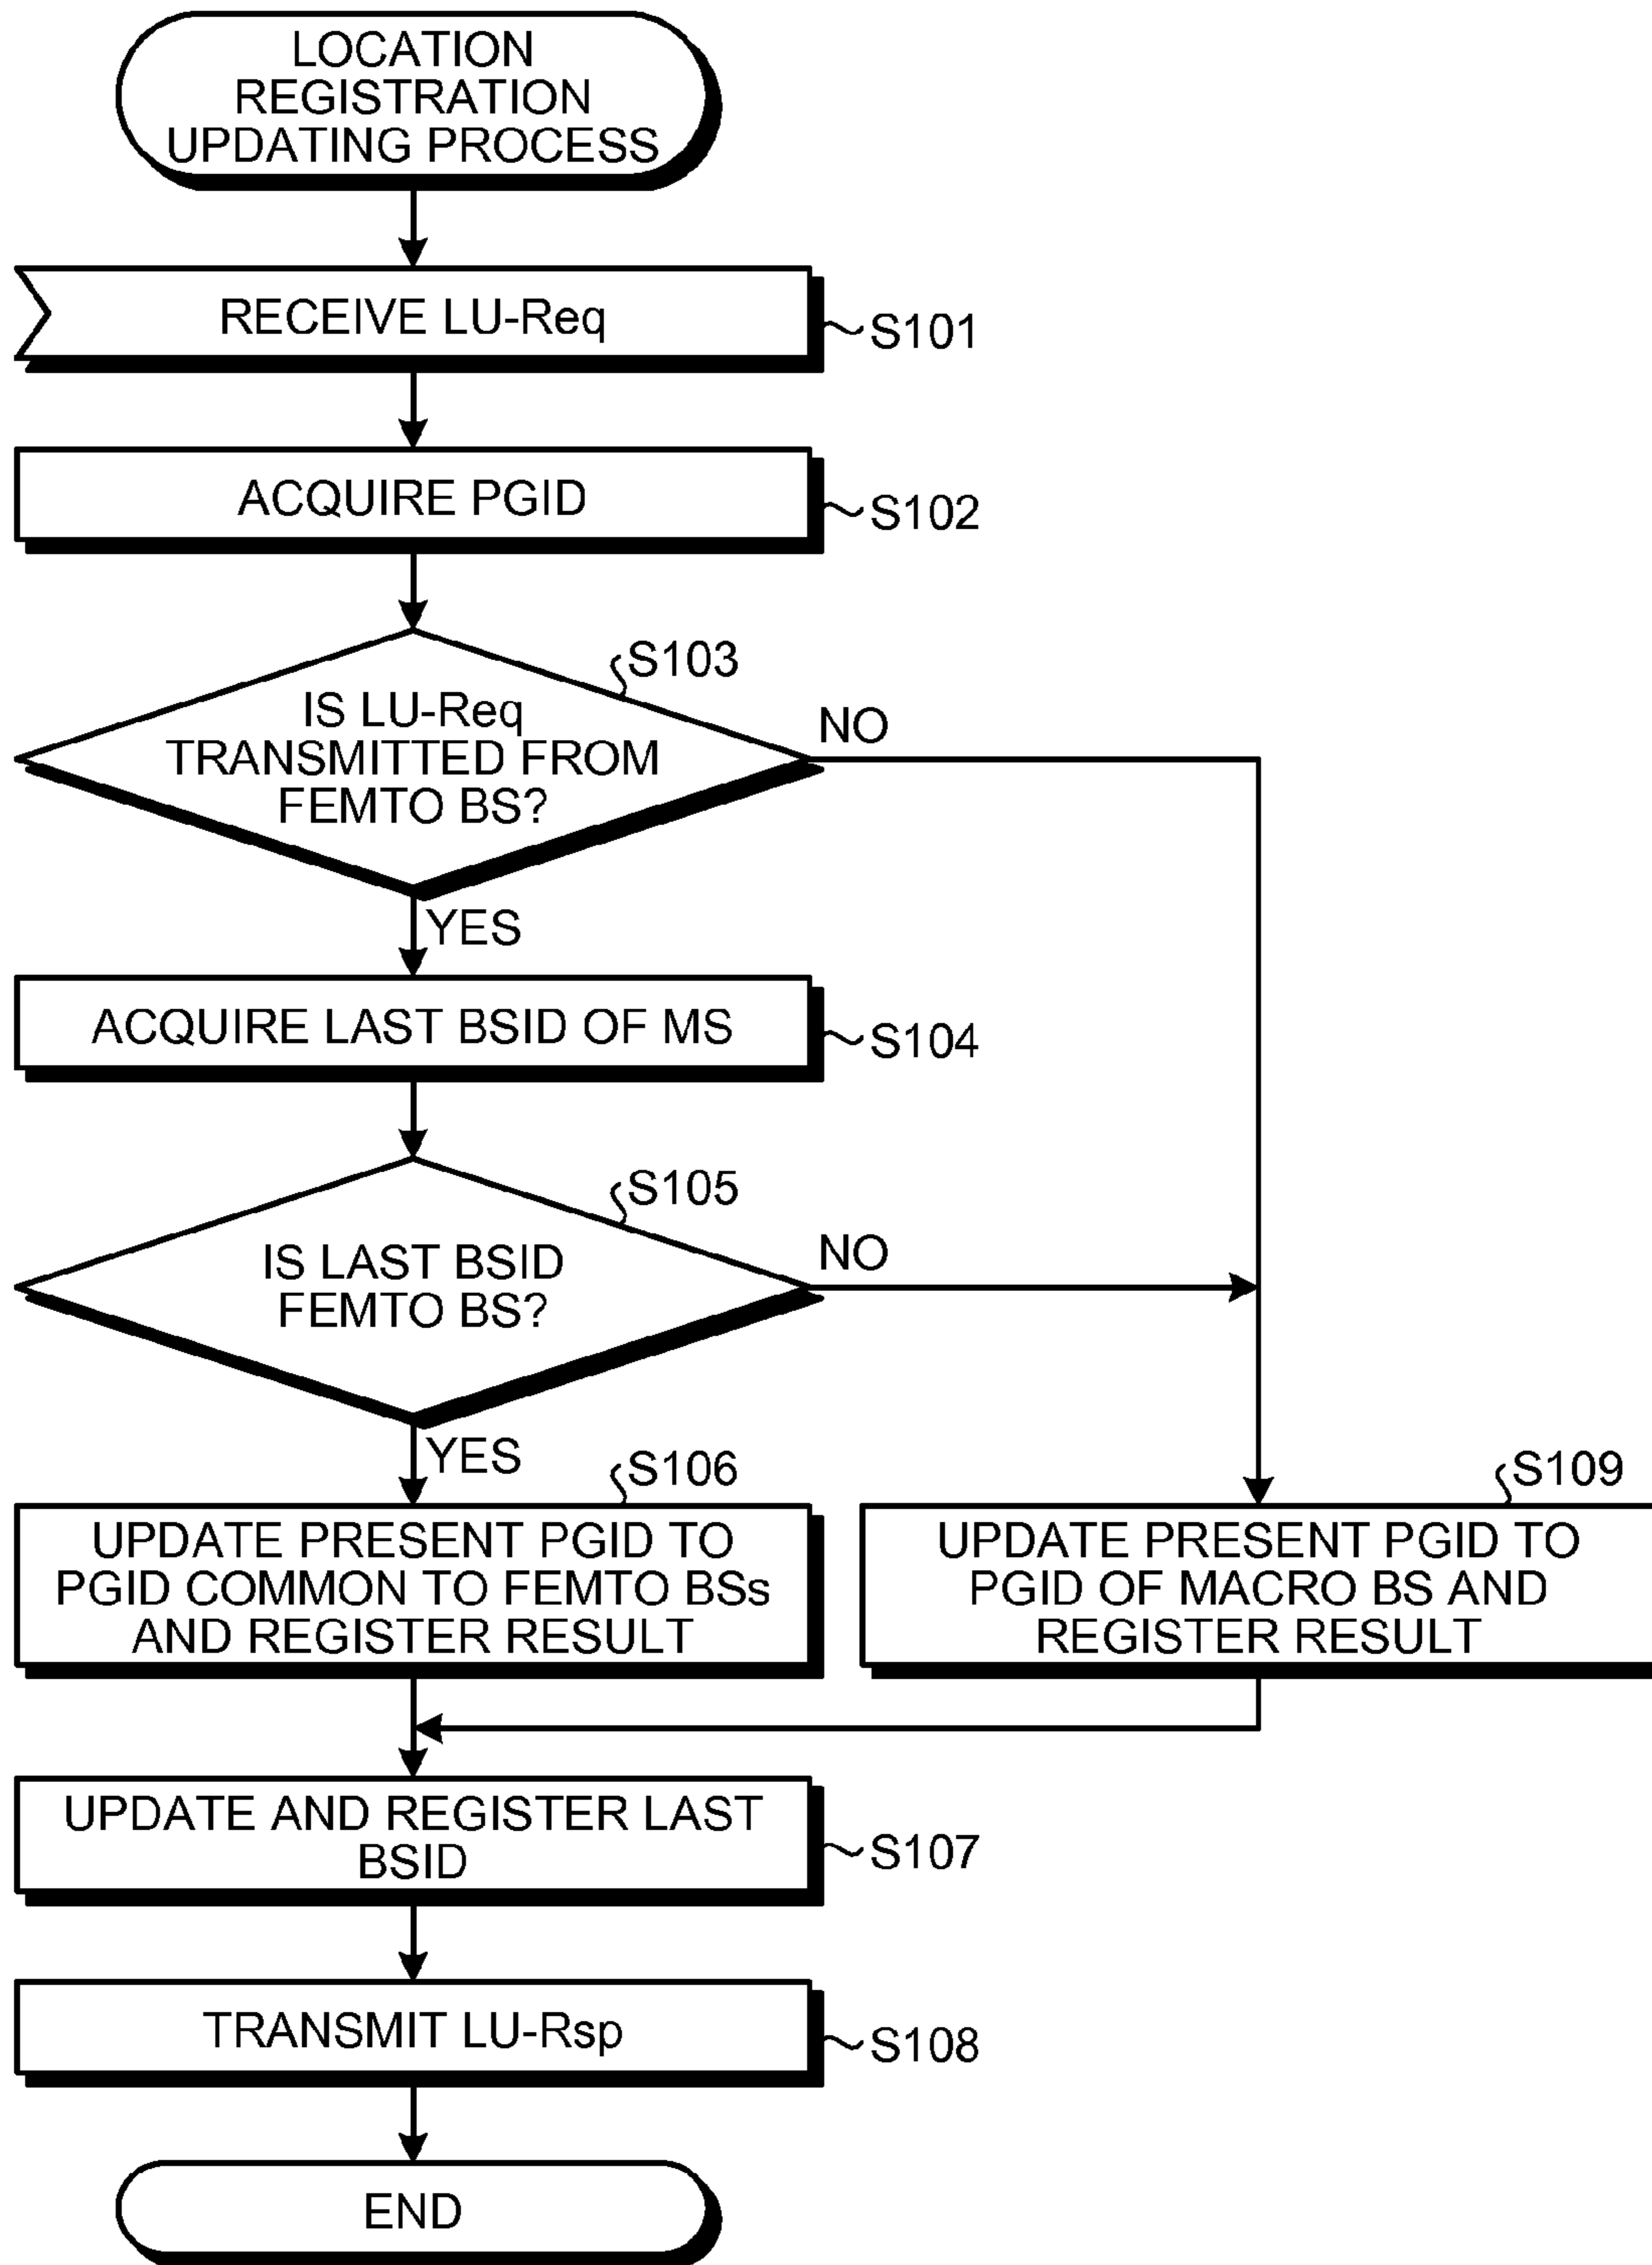 LOCATION
REGISTRATION
UPDATING PROCESS
RECEIVE LU-Req
S101
ACQUIRE PGID
S102
S103
IS LU-Req
TRANSMITTED FROM
FEMTO BS?
NO
YES
ACQUIRE LAST BSID OF MS
S104
S105
IS LAST BSID
FEMTO BS?
NO
YES
S106
UPDATE PRESENT PGID TO
PGID COMMON TO FEMTO BSs
AND REGISTER RESULT
S109
UPDATE PRESENT PGID TO
PGID OF MACRO BS AND
REGISTER RESULT
UPDATE AND REGISTER LAST
BSID
S107
TRANSMIT LU-Rsp
S108
END